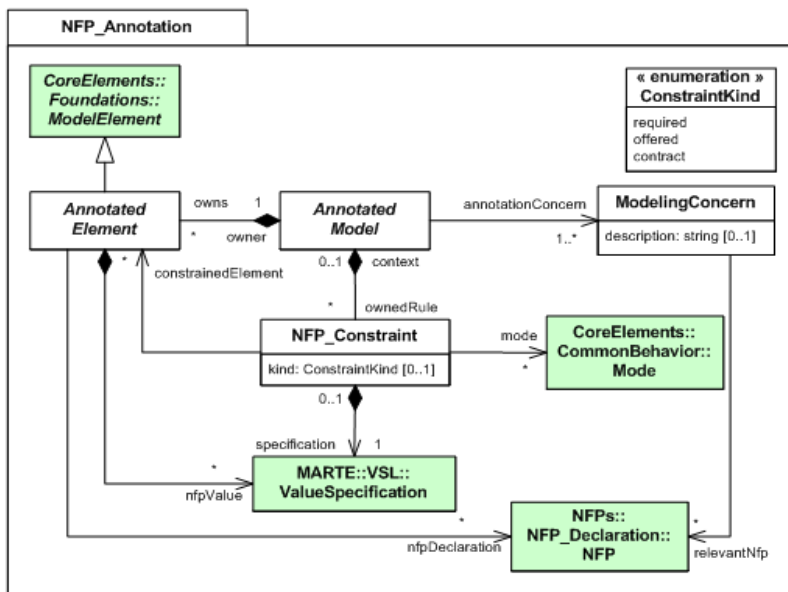 NFP_Annotation
CoreElements::
Foundations::
ModelElement
« enumeration »
ConstraintKind
required
offered
contract
Annotated
Element
owns
1
*
owner
Annotated
Model
annotationConcern
1..*
ModelingConcern
description: string [0..1]
*
constrainedElement
0..1
context
*
ownedRule
NFP_Constraint
kind: ConstraintKind [0..1]
mode
*
CoreElements::
CommonBehavior::
Mode
0..1
specification
1
*
nfpValue
MARTE::VSL::
ValueSpecification
*
nfpDeclaration
NFPs::
NFP_Declaration::
NFP
*
relevantNfp